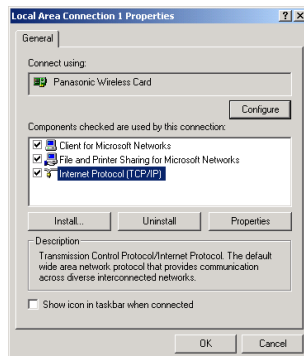 Local Area Connection 1 Properties
General
Connect using:
Panasonic Wireless Card
Configure
Components checked are used by this connection:
Client for Microsoft Networks
File and Printer Sharing for Microsoft Networks
Internet Protocol (TCP/IP)
Install...
Uninstall
Properties
Description
Transmission Control Protocol/Internet Protocol. The default
wide area network protocol that provides communication
across diverse interconnected networks.
Show icon in taskbar when connected
OK
Cancel